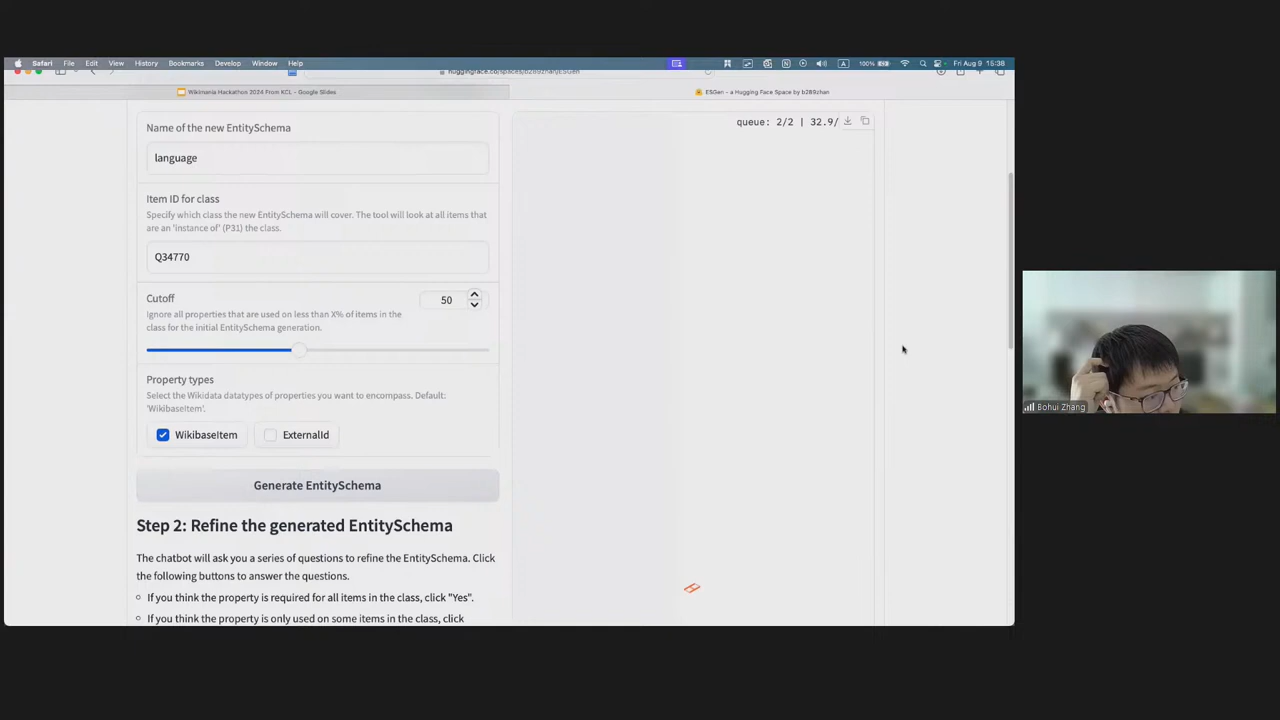 Safari File Edit View History Bookmarks Develop Window Help
100% Fri Aug 9 15:38
huggingface.co/spaces/b289zhan/ESGen
Wikimania Hackathon 2024 From KCL - Google Slides
ESGen - a Hugging Face Space by b289zhan
Name of the new EntitySchema
language
Item ID for class
Specify which class the new EntitySchema will cover. The tool will look at all items that
are an 'instance of' (P31) the class.
Q34770
Cutoff
50
Ignore all properties that are used on less than X% of items in the
class for the initial EntitySchema generation.
Property types
Select the Wikidata datatypes of properties you want to encompass. Default:
'WikibaseItem'.
WikibaseItem ExternalId
Generate EntitySchema
Step 2: Refine the generated EntitySchema
The chatbot will ask you a series of questions to refine the EntitySchema. Click
the following buttons to answer the questions.
If you think the property is required for all items in the class, click "Yes".
If you think the property is only used on some items in the class, click
queue: 2/2 | 32.9/
Bohui Zhang